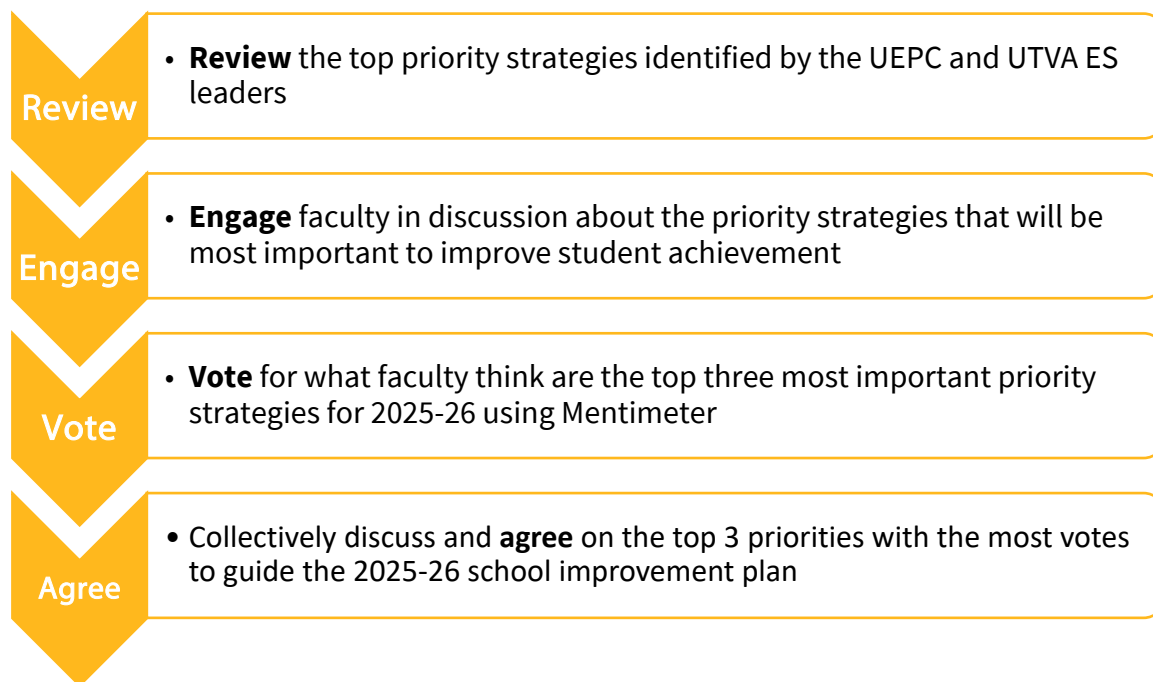 Review
• Review the top priority strategies identified by the UEPC and UTVA ES
leaders
Engage
• Engage faculty in discussion about the priority strategies that will be
most important to improve student achievement
Vote
• Vote for what faculty think are the top three most important priority
strategies for 2025-26 using Mentimeter
Agree
• Collectively discuss and agree on the top 3 priorities with the most votes
to guide the 2025-26 school improvement plan